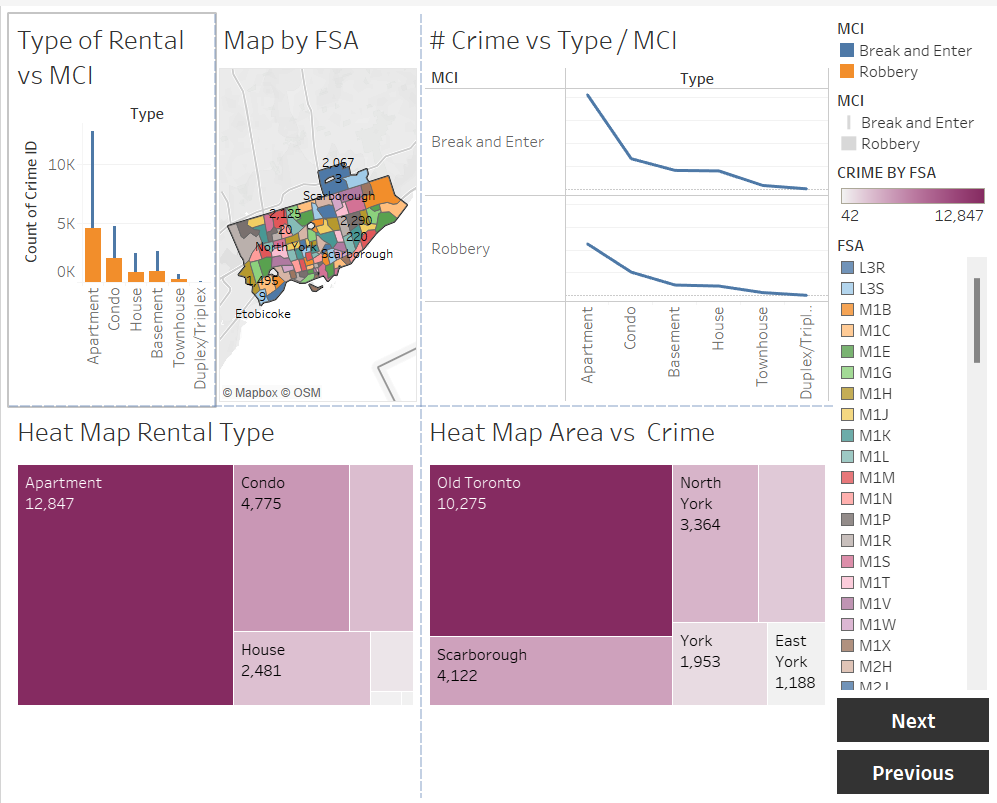 Type of Rental
vs MCI
Type
Count of Crime ID
10K
5K
0K
Apartment
Condo
House
Basement
Townhouse
Duplex/Triplex
Map by FSA
2,067
3
Scarborough
2,125
20
North York
2,290
220
Scarborough
1,495
9
Etobicoke
© Mapbox © OSM
# Crime vs Type / MCI
MCI
Type
Break and Enter
Robbery
Apartment
Condo
Basement
House
Townhouse
Duplex/Tripl..
Heat Map Rental Type
Apartment
12,847
Condo
4,775
House
2,481
Heat Map Area vs Crime
Old Toronto
10,275
Scarborough
4,122
North
York
3,364
York
1,953
East
York
1,188
MCI
Break and Enter
Robbery
MCI
Break and Enter
Robbery
CRIME BY FSA
42 12,847
FSA
L3R
L3S
M1B
M1C
M1E
M1G
M1H
M1J
M1K
M1L
M1M
M1N
M1P
M1R
M1S
M1T
M1V
M1W
M1X
M2H
Next
Previous